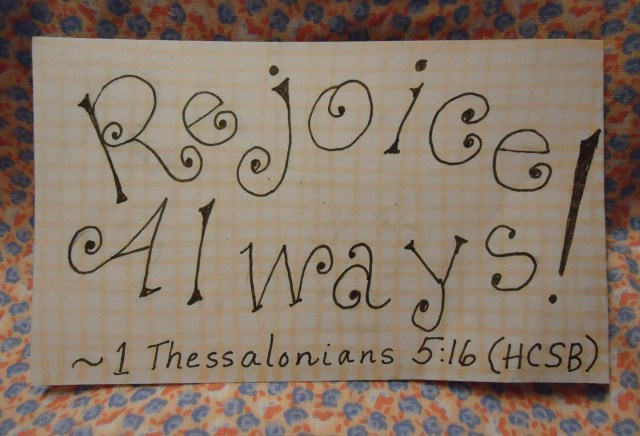 Rejoice
Always!
~ 1 Thessalonians 5:16 (HCSB)